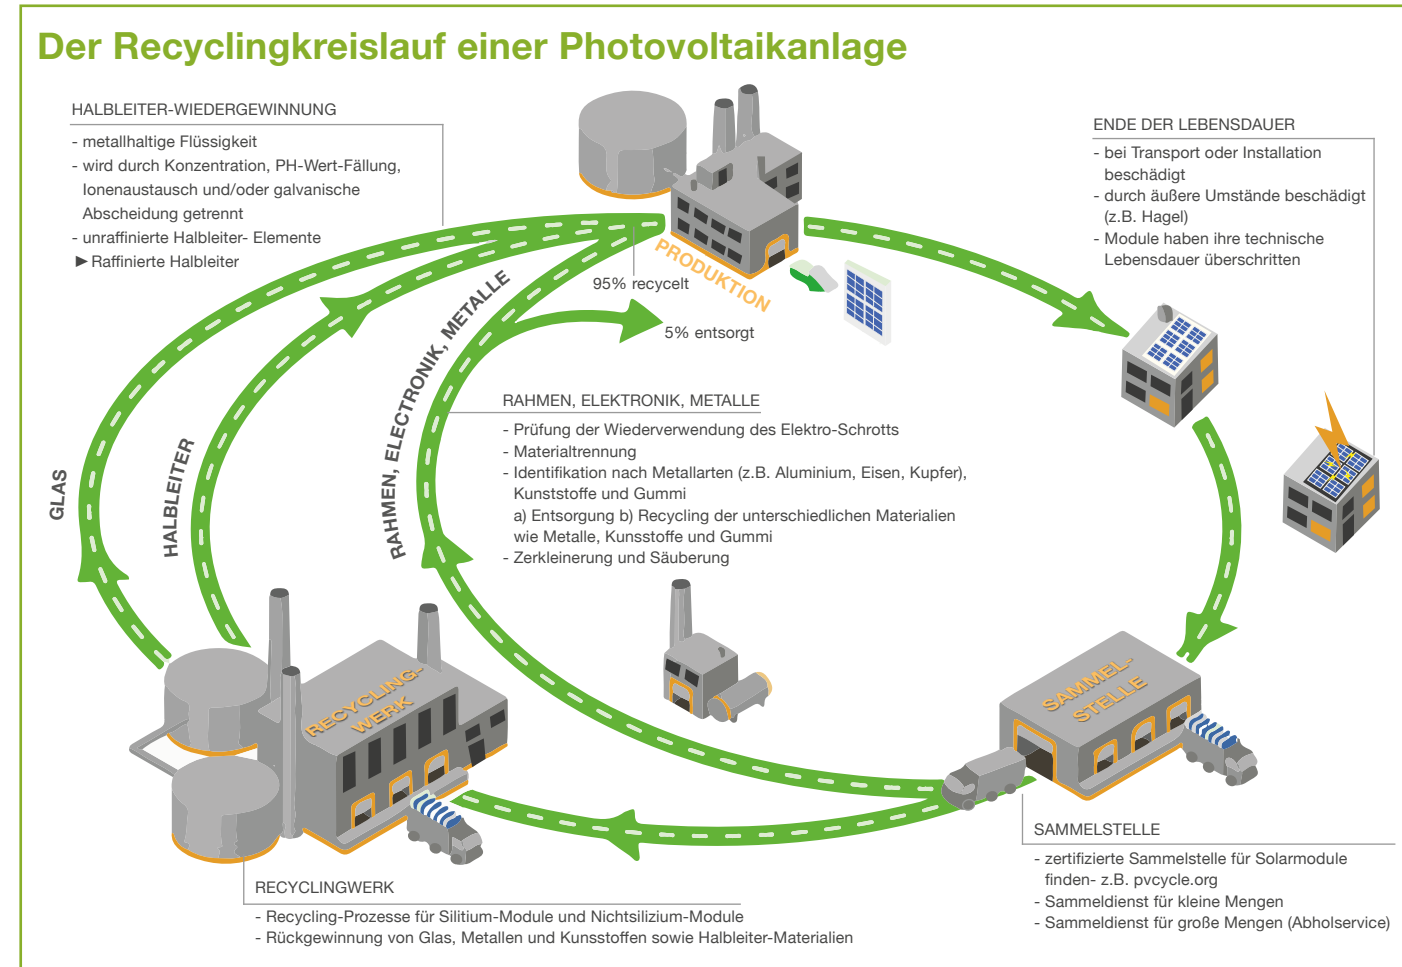 Der Recyclingkreislauf einer Photovoltaikanlage
HALBLEITER-WIEDERGEWINNUNG
- metallhaltige Flüssigkeit
- wird durch Konzentration, PH-Wert-Fällung,
Ionenaustausch und/oder galvanische
Abscheidung getrennt
- unraffinierte Halbleiter- Elemente
►Raffinierte Halbleiter
ENDE DER LEBENSDAUER
- bei Transport oder Installation
beschädigt
- durch äußere Umstände beschädigt
(z.B. Hagel)
- Module haben ihre technische
Lebensdauer überschritten
PRODUKTION
95% recycelt
5% entsorgt
GLAS
HALBLEITER
RAHMEN, ELECTRONIK, METALLE
RAHMEN, ELEKTRONIK, METALLE
- Prüfung der Wiederverwendung des Elektro-Schrotts
- Materialtrennung
- Identifikation nach Metallarten (z.B. Aluminium, Eisen, Kupfer),
Kunststoffe und Gummi
a) Entsorgung b) Recycling der unterschiedlichen Materialien
wie Metalle, Kunsstoffe und Gummi
- Zerkleinerung und Säuberung
RECYCLING-
WERK
SAMMEL-
STELLE
SAMMELSTELLE
- zertifizierte Sammelstelle für Solarmodule
finden- z.B. pvcycle.org
- Sammeldienst für kleine Mengen
- Sammeldienst für große Mengen (Abholservice)
RECYCLINGWERK
- Recycling-Prozesse für Silitium-Module und Nichtsilizium-Module
- Rückgewinnung von Glas, Metallen und Kunsstoffen sowie Halbleiter-Materialien